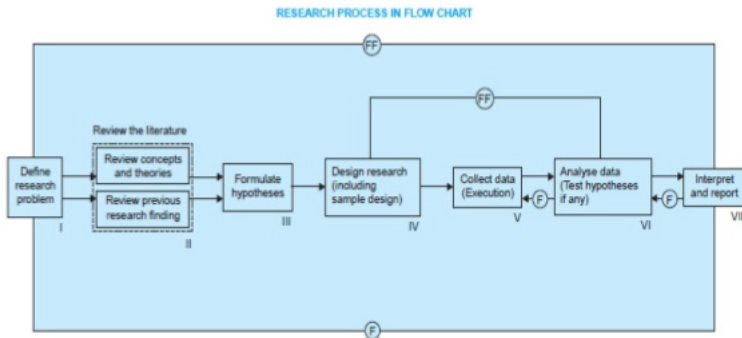 RESEARCH PROCESS IN FLOW CHART
FF
FF
Review the literature
Define
research
problem
I
Review concepts
and theories
Review previous
research finding
II
Formulate
hypotheses
III
Design research
(including
sample design)
IV
Collect data
(Execution)
V
F
Analyse data
(Test hypotheses
if any)
VI
F
Interpret
and report
VII
F